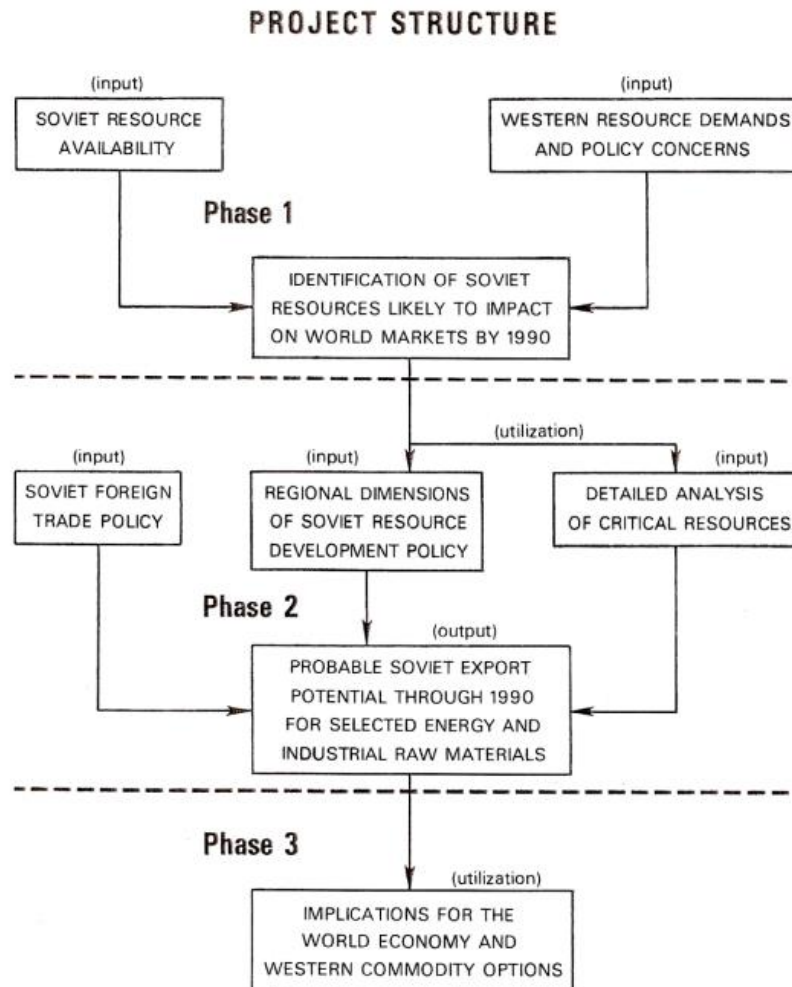 PROJECT STRUCTURE
(input)
SOVIET RESOURCE
AVAILABILITY
(input)
WESTERN RESOURCE DEMANDS
AND POLICY CONCERNS
Phase 1
IDENTIFICATION OF SOVIET
RESOURCES LIKELY TO IMPACT
ON WORLD MARKETS BY 1990
(utilization)
(input)
SOVIET FOREIGN
TRADE POLICY
(input)
REGIONAL DIMENSIONS
OF SOVIET RESOURCE
DEVELOPMENT POLICY
(input)
DETAILED ANALYSIS
OF CRITICAL RESOURCES
Phase 2
(output)
PROBABLE SOVIET EXPORT
POTENTIAL THROUGH 1990
FOR SELECTED ENERGY AND
INDUSTRIAL RAW MATERIALS
Phase 3
(utilization)
IMPLICATIONS FOR THE
WORLD ECONOMY AND
WESTERN COMMODITY OPTIONS